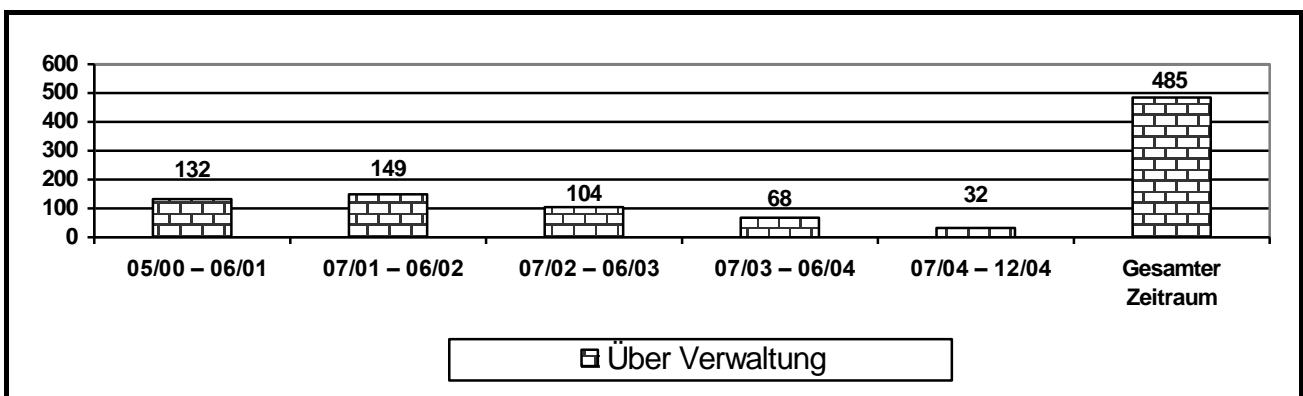 600
500
400
300
200
100
0
132
149
104
68
32
485
05/00 – 06/01
07/01 – 06/02
07/02 – 06/03
07/03 – 06/04
07/04 – 12/04
Gesamter
Zeitraum
Über Verwaltung